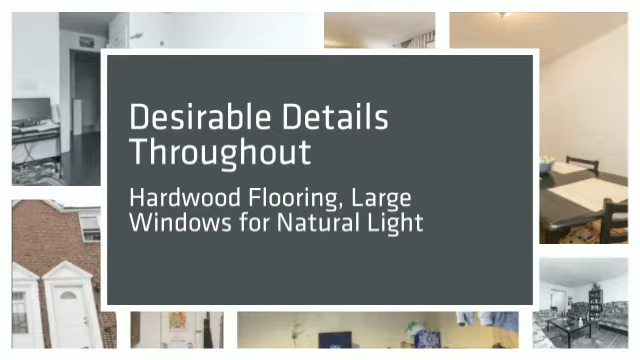 Desirable Details
Throughout
Hardwood Flooring, Large
Windows for Natural Light